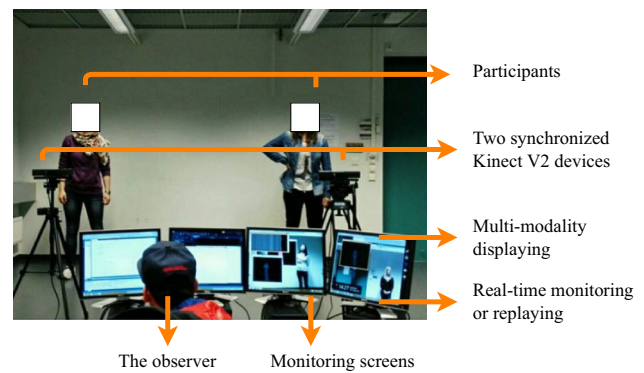 Participants
Two synchronized
Kinect V2 devices
Multi-modality
displaying
Real-time monitoring
or replaying
The observer
Monitoring screens